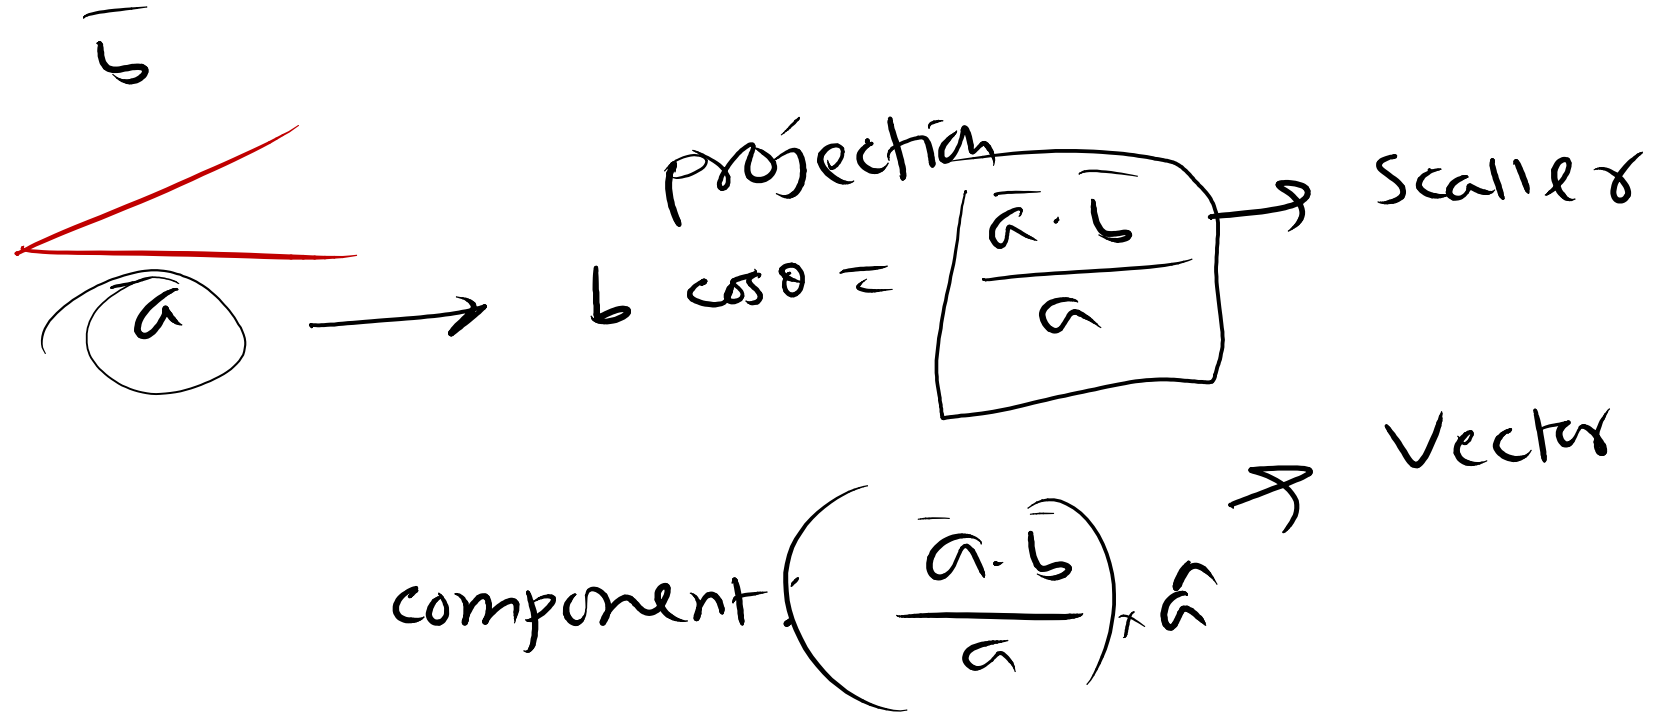 b̅
projection
a̅ → b cosθ = a̅ · b̅ / a → scaller
component : ( a̅ · b̅ / a ) × â → vector